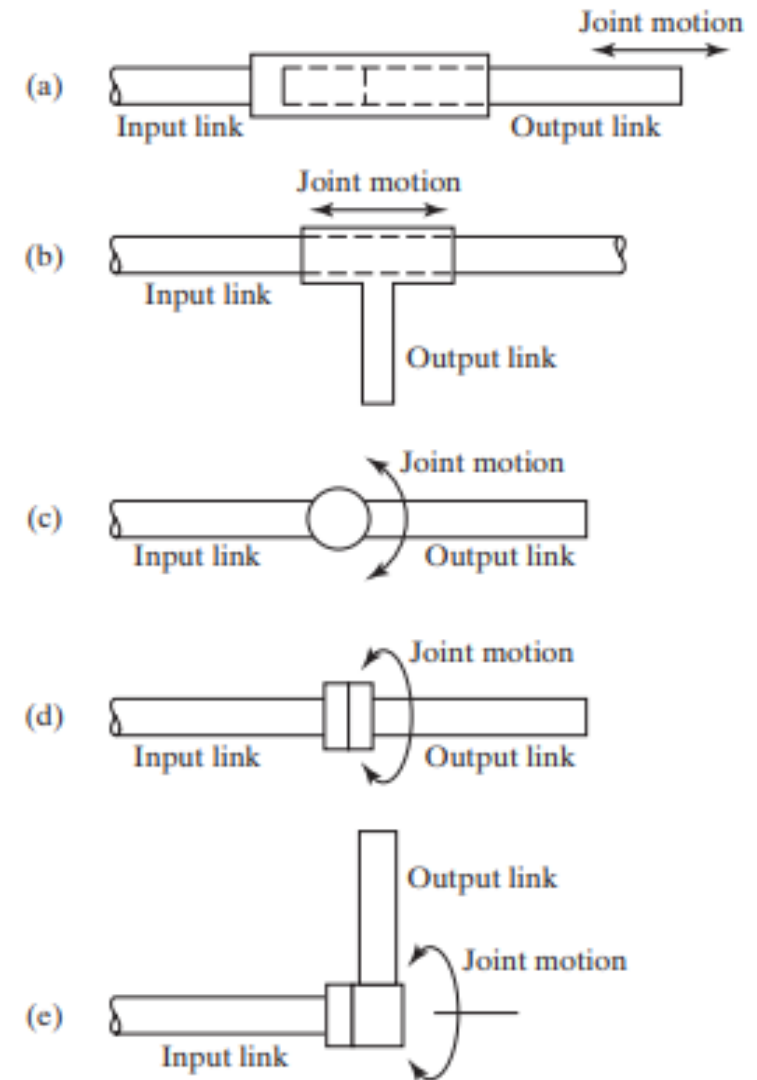 Joint motion
(a)
Input link
Output link
Joint motion
(b)
Input link
Output link
Joint motion
(c)
Input link
Output link
Joint motion
(d)
Input link
Output link
Output link
Joint motion
(e)
Input link